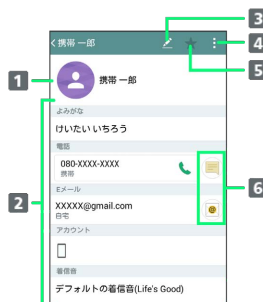 3
<携帯 一郎
4
5
1
携帯 一郎
よみがな
けいたい いちろう
電話
080-XXXX-XXXX
携帯
2
6
Eメール
XXXXX@gmail.com
自宅
アカウント
着信音
デフォルトの着信音(Life's Good)